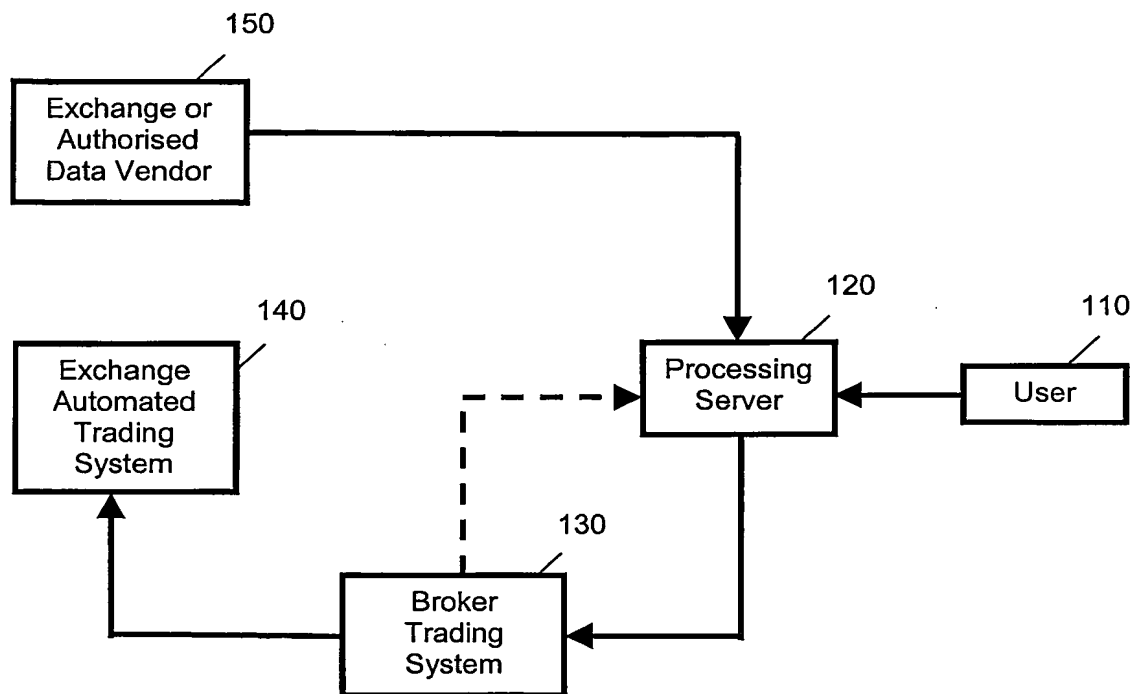 150
Exchange or
Authorised
Data Vendor
140
Exchange
Automated
Trading
System
120
Processing
Server
110
User
130
Broker
Trading
System